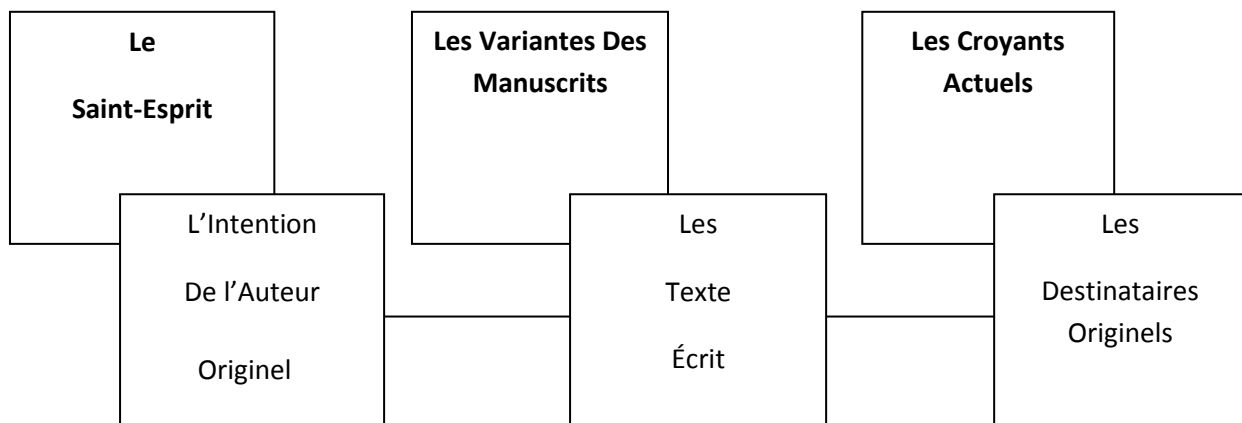 Le
Saint-Esprit
Les Variantes Des
Manuscrits
Les Croyants
Actuels
L’Intention
De l’Auteur
Originel
Les
Texte
Écrit
Les
Destinataires
Originels